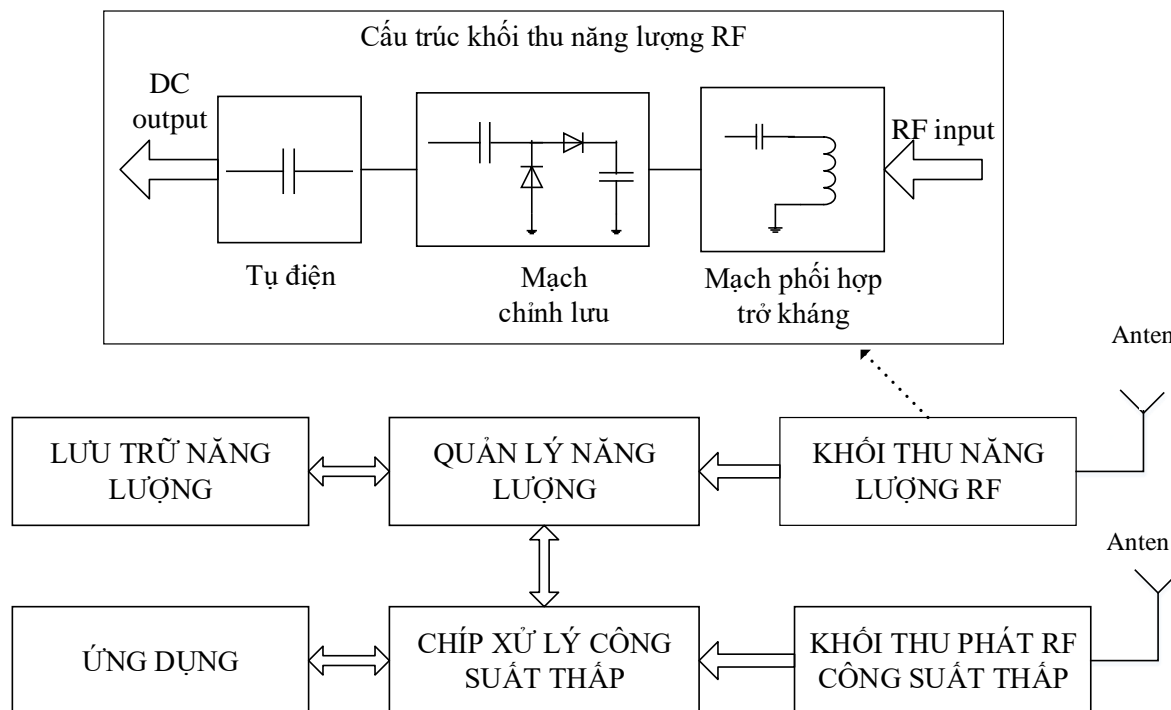 Cấu trúc khối thu năng lượng RF
DC
output
RF input
Tụ điện
Mạch
chỉnh lưu
Mạch phối hợp
trở kháng
Anten
LƯU TRỮ NĂNG
LƯỢNG
QUẢN LÝ NĂNG
LƯỢNG
KHỐI THU NĂNG
LƯỢNG RF
Anten
ỨNG DỤNG
CHÍP XỬ LÝ CÔNG
SUẤT THẤP
KHỐI THU PHÁT RF
CÔNG SUẤT THẤP